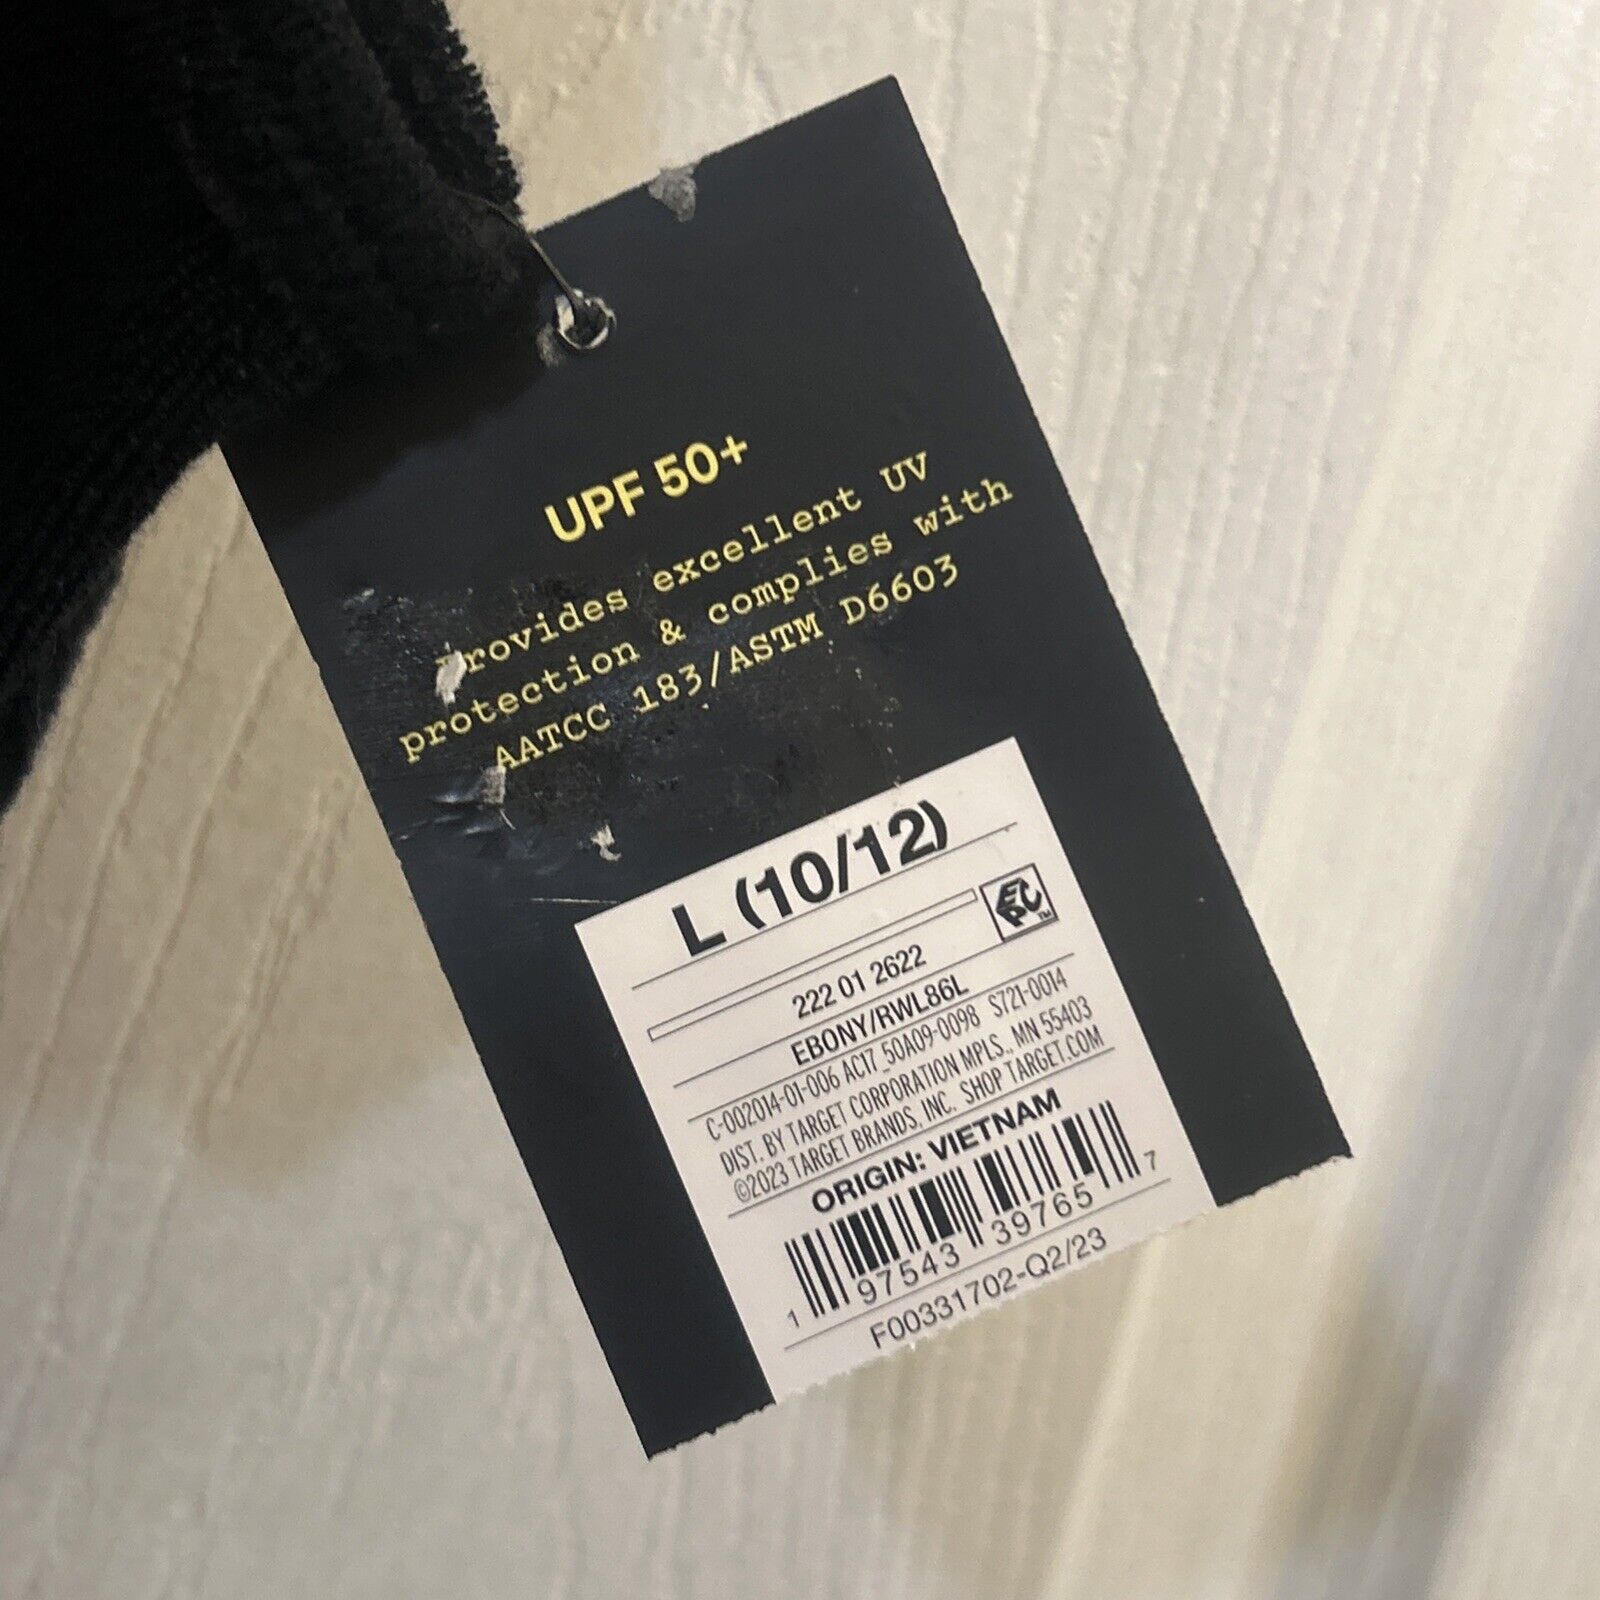 UPF 50+
Provides excellent UV
protection & complies with
AATCC 183/ASTM D6603
L (10/12)
EPC™
222 01 2622
EBONY/RWL86L
C-002014-01-006 AC17_50A09-0098 S721-0014
DIST. BY TARGET CORPORATION MPLS., MN 55403
©2023 TARGET BRANDS, INC. SHOP TARGET.COM
ORIGIN: VIETNAM
1 97543 39765 7
F00331702-Q2/23